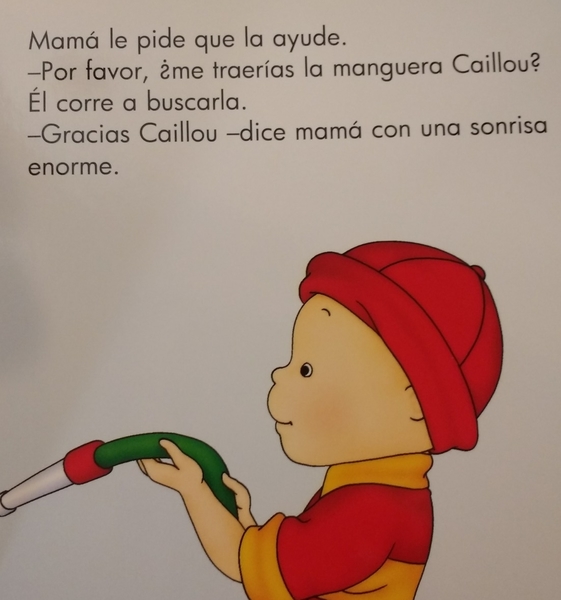 Mamá le pide que la ayude.
–Por favor, ¿me traerías la manguera Caillou?
Él corre a buscarla.
–Gracias Caillou –dice mamá con una sonrisa
enorme.